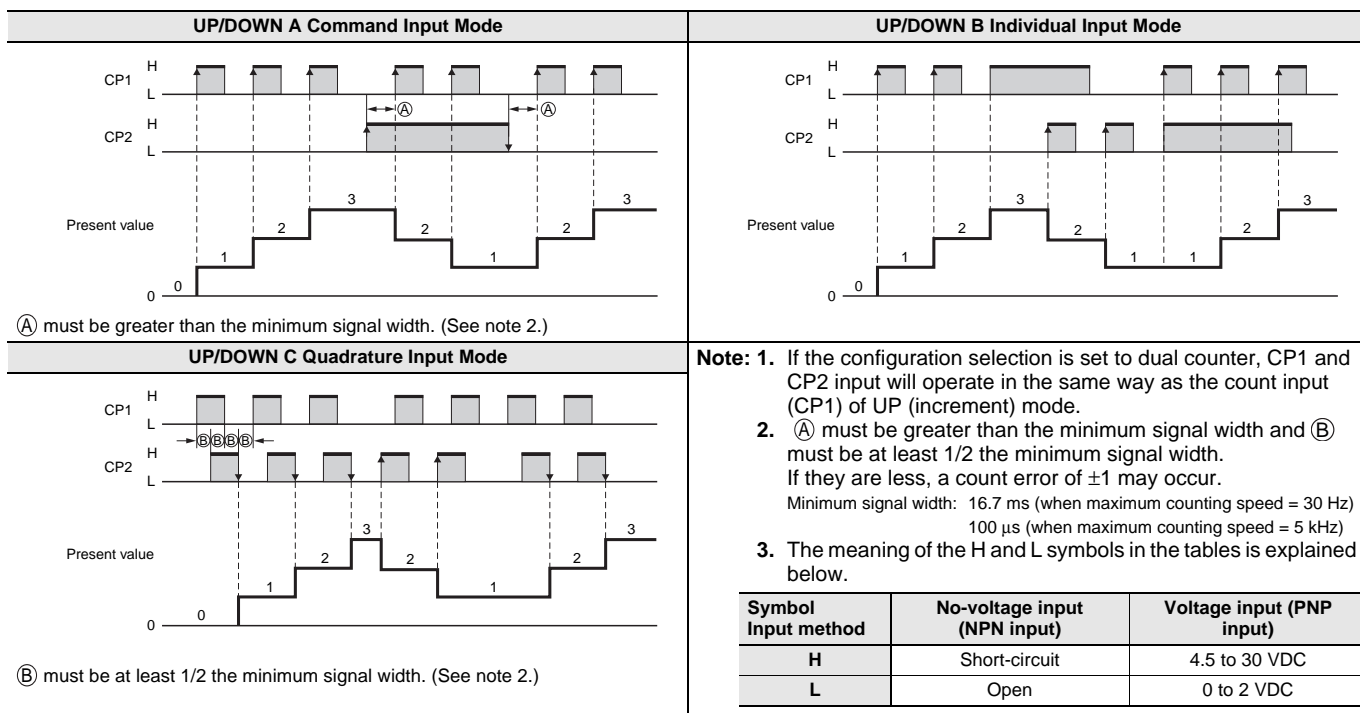 UP/DOWN A Command Input Mode
CP1
H
L
Ⓐ
Ⓐ
CP2
H
L
Present value
0
0
1
2
3
2
1
2
3
Ⓐ must be greater than the minimum signal width. (See note 2.)
UP/DOWN B Individual Input Mode
CP1
H
L
CP2
H
L
Present value
0
0
1
2
3
2
1
1
2
3
UP/DOWN C Quadrature Input Mode
CP1
H
L
Ⓑ Ⓑ Ⓑ Ⓑ
CP2
H
L
Present value
0
0
1
2
3
2
1
2
3
Ⓑ must be at least 1/2 the minimum signal width. (See note 2.)
Note: 1. If the configuration selection is set to dual counter, CP1 and
CP2 input will operate in the same way as the count input
(CP1) of UP (increment) mode.
2. Ⓐ must be greater than the minimum signal width and Ⓑ
must be at least 1/2 the minimum signal width.
If they are less, a count error of ±1 may occur.
Minimum signal width: 16.7 ms (when maximum counting speed = 30 Hz)
100 μs (when maximum counting speed = 5 kHz)
3. The meaning of the H and L symbols in the tables is explained
below.
Symbol
Input method
No-voltage input
(NPN input)
Voltage input (PNP
input)
H Short-circuit 4.5 to 30 VDC
L Open 0 to 2 VDC